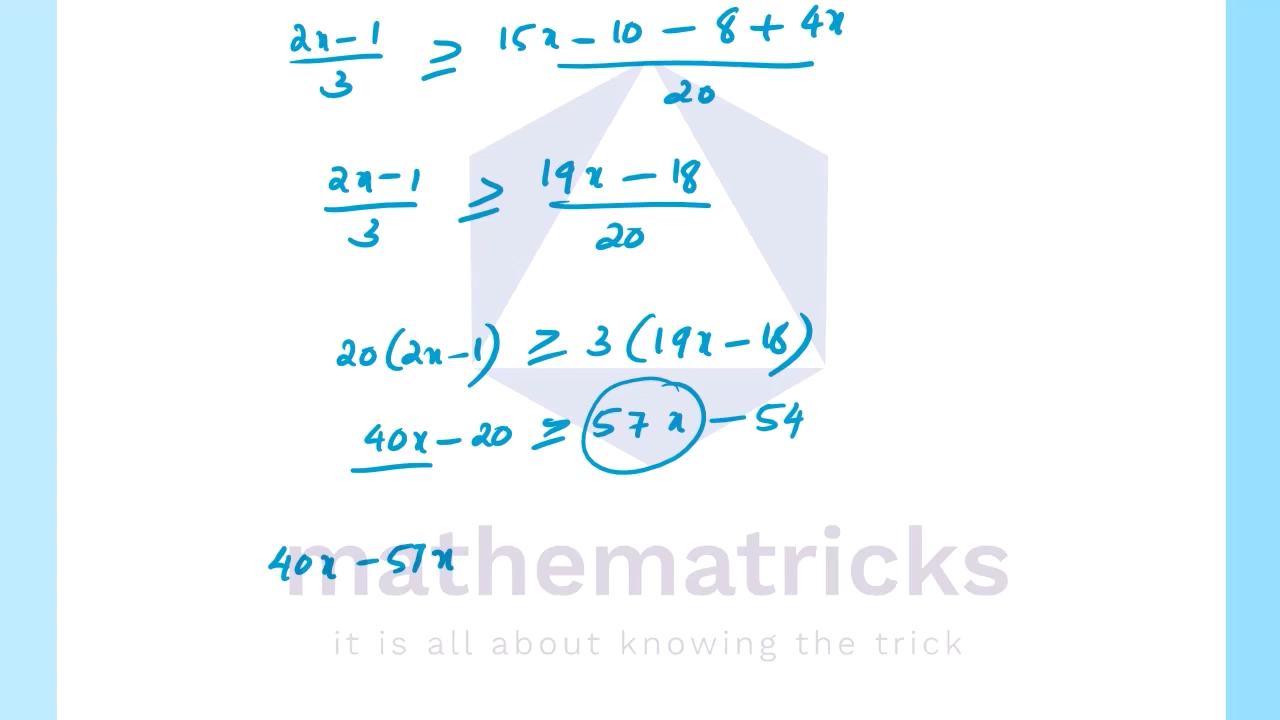 2x-1/3 ≥ 15x-10-8+4x/20
2x-1/3 ≥ 19x-18/20
20(2x-1) ≥ 3(19x-18)
40x-20 ≥ 57x-54
40x-57x
mathematricks
it is all about knowing the trick